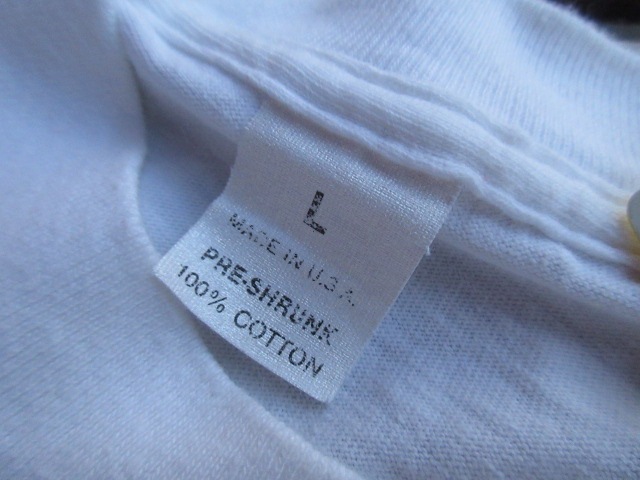 L
MADE IN U.S.A.
PRE-SHRUNK
100% COTTON